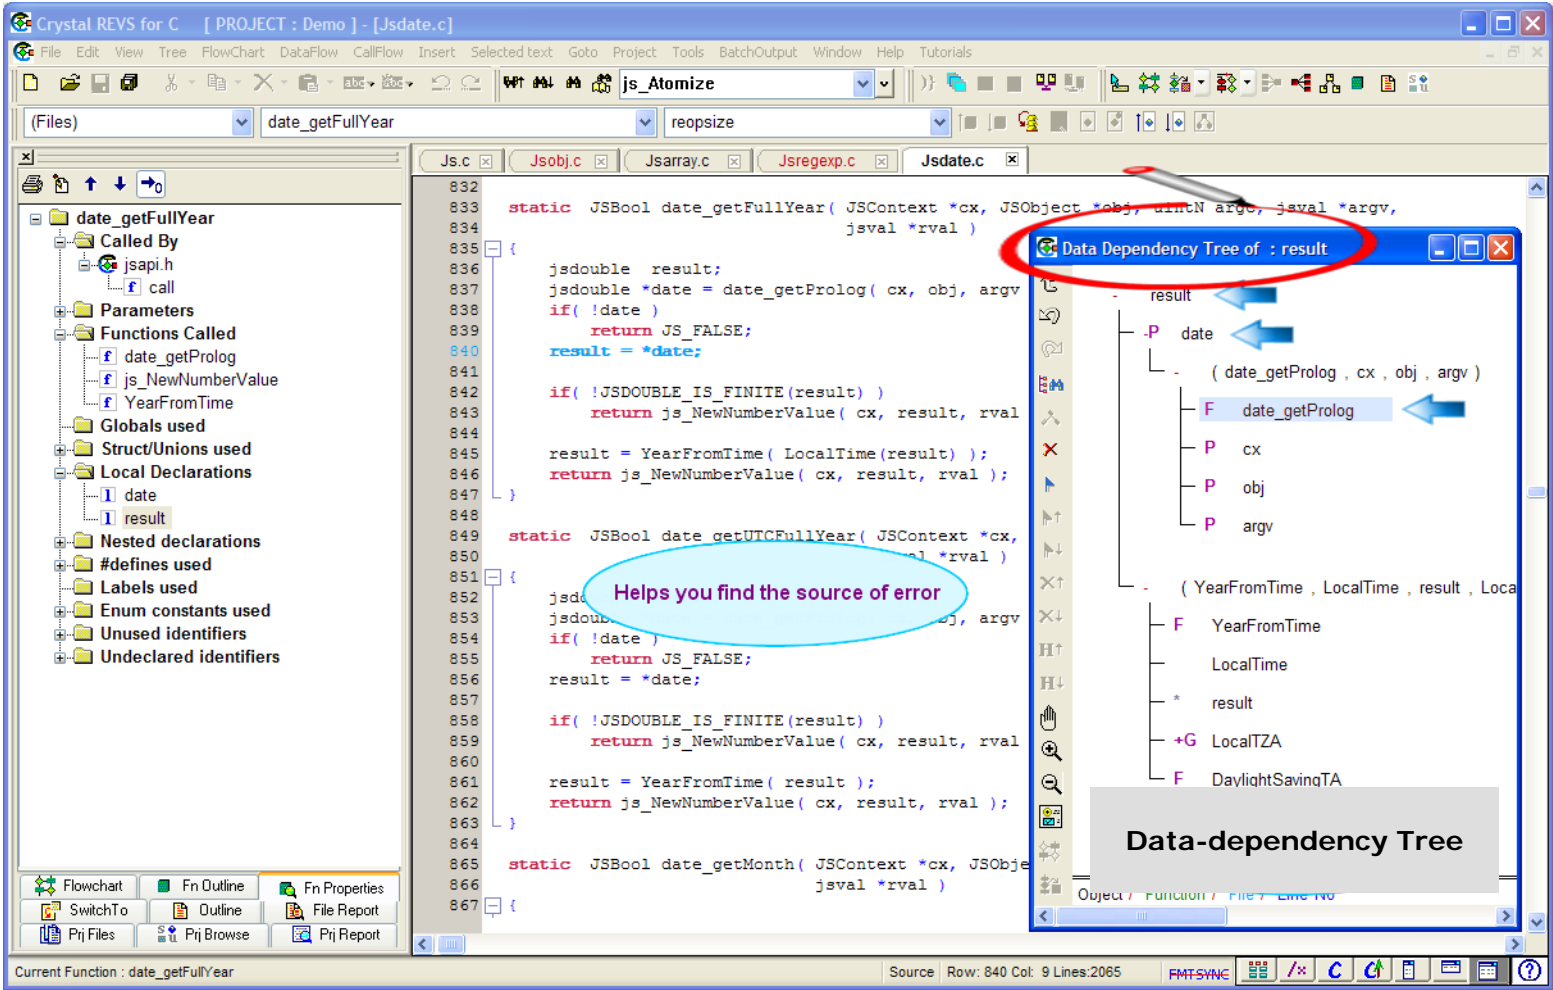 Crystal REVS for C    [ PROJECT : Demo ] - [Jsdate.c]
File  Edit  View  Tree  FlowChart  DataFlow  CallFlow  Insert  Selected text  Goto  Project  Tools  BatchOutput  Window  Help  Tutorials
js_Atomize
(Files)  date_getFullYear  reopsize
Js.c  Jsobj.c  Jsarray.c  Jsregexp.c  Jsdate.c
date_getFullYear
Called By
jsapi.h
f call
Parameters
Functions Called
f date_getProlog
f js_NewNumberValue
f YearFromTime
Globals used
Struct/Unions used
Local Declarations
l date
l result
Nested declarations
#defines used
Labels used
Enum constants used
Unused identifiers
Undeclared identifiers
Flowchart  Fn Outline  Fn Properties
SwitchTo  Outline  File Report
Prj Files  Prj Browse  Prj Report
832
833 static JSBool date_getFullYear( JSContext *cx, JSObject *obj, uintN argc, jsval *argv,
834 jsval *rval )
835 {
836 jsdouble result;
837 jsdouble *date = date_getProlog( cx, obj, argv
838 if( !date )
839 return JS_FALSE;
840 result = *date;
841
842 if( !JSDOUBLE_IS_FINITE(result) )
843 return js_NewNumberValue( cx, result, rval
844
845 result = YearFromTime( LocalTime(result) );
846 return js_NewNumberValue( cx, result, rval );
847 }
848
849 static JSBool date_getUTCFullYear( JSContext *cx,
850 *rval )
851 {
852
853 argv
854 if( !date )
855 return JS_FALSE;
856 result = *date;
857
858 if( !JSDOUBLE_IS_FINITE(result) )
859 return js_NewNumberValue( cx, result, rval
860
861 result = YearFromTime( result );
862 return js_NewNumberValue( cx, result, rval );
863 }
864
865 static JSBool date_getMonth( JSContext *cx, JSObje
866 jsval *rval )
867 {
Helps you find the source of error
Data Dependency Tree of : result
- result
-P date
- ( date_getProlog , cx , obj , argv )
F date_getProlog
P cx
P obj
P argv
- ( YearFromTime , LocalTime , result , Loca
F YearFromTime
LocalTime
* result
+G LocalTZA
F DaylightSavingTA
Data-dependency Tree
Object / Function / File / Line No
Current Function : date_getFullYear  Source  Row: 840 Col: 9 Lines:2065  FMTSYNC